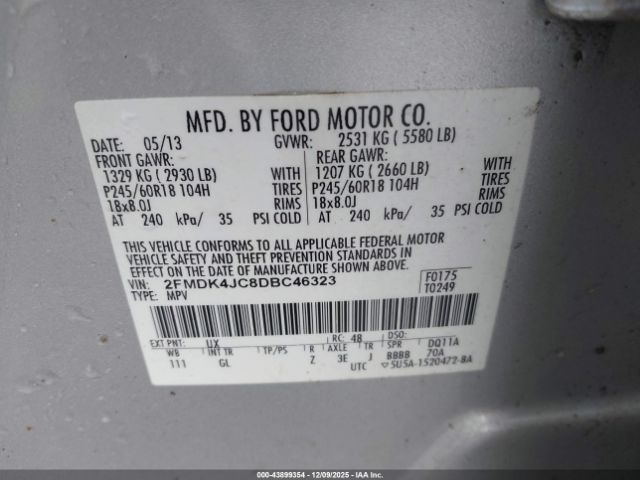 MFD. BY FORD MOTOR CO.
DATE: 05/13 GVWR: 2531 KG ( 5580 LB)
FRONT GAWR: REAR GAWR:
1329 KG ( 2930 LB) WITH 1207 KG ( 2660 LB) WITH
P245/60R18 104H TIRES P245/60R18 104H TIRES
18x8.0J RIMS 18x8.0J RIMS
AT 240 kPa/ 35 PSI COLD AT 240 kPa/ 35 PSI COLD
THIS VEHICLE CONFORMS TO ALL APPLICABLE FEDERAL MOTOR
VEHICLE SAFETY AND THEFT PREVENTION STANDARDS IN
EFFECT ON THE DATE OF MANUFACTURE SHOWN ABOVE.
VIN: 2FMDK4JC8DBC46323 F0175
TYPE: MPV T0249
EXT PNT: UX RC: 48 DSO:
WB INT TR TP/PS R AXLE TR SPR DQ11A
111 GL Z 3E J BBBB 70A
UTC ▽5U5A-1520472-BA
000-43899354 | 12/09/2025 | IAAI.COM